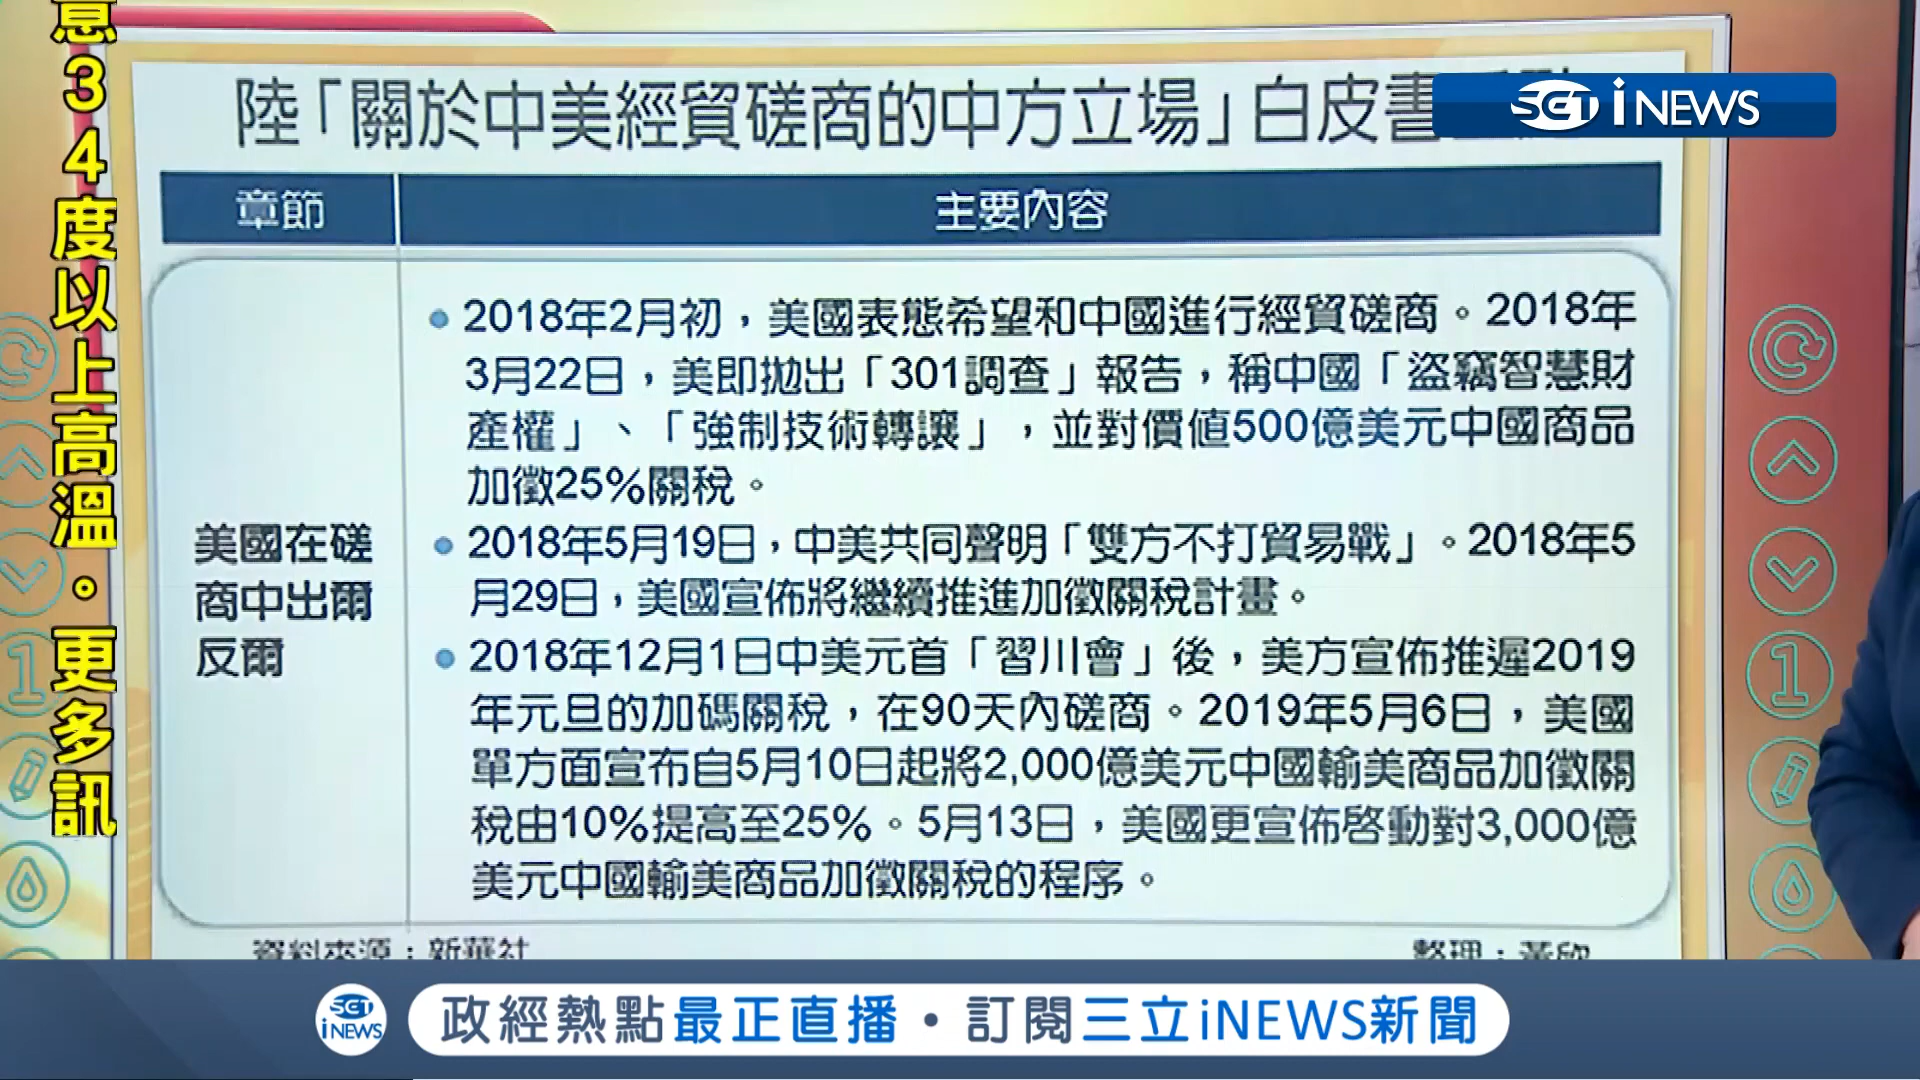 意34度以上高溫。更多訊
陸「關於中美經貿磋商的中方立場」白皮書
SET iNEWS
章節
主要內容
美國在磋
商中出爾
反爾
• 2018年2月初，美國表態希望和中國進行經貿磋商。2018年
3月22日，美即拋出「301調查」報告，稱中國「盜竊智慧財
產權」、「強制技術轉讓」，並對價值500億美元中國商品
加徵25%關稅。
• 2018年5月19日，中美共同聲明「雙方不打貿易戰」。2018年5
月29日，美國宣佈將繼續推進加徵關稅計畫。
• 2018年12月1日中美元首「習川會」後，美方宣佈推遲2019
年元旦的加碼關稅，在90天內磋商。2019年5月6日，美國
單方面宣布自5月10日起將2,000億美元中國輸美商品加徵關
稅由10%提高至25%。5月13日，美國更宣佈啓動對3,000億
美元中國輸美商品加徵關稅的程序。
資料來源：新華社
整理：黃欣
SET iNEWS
政經熱點最正直播・訂閱三立iNEWS新聞